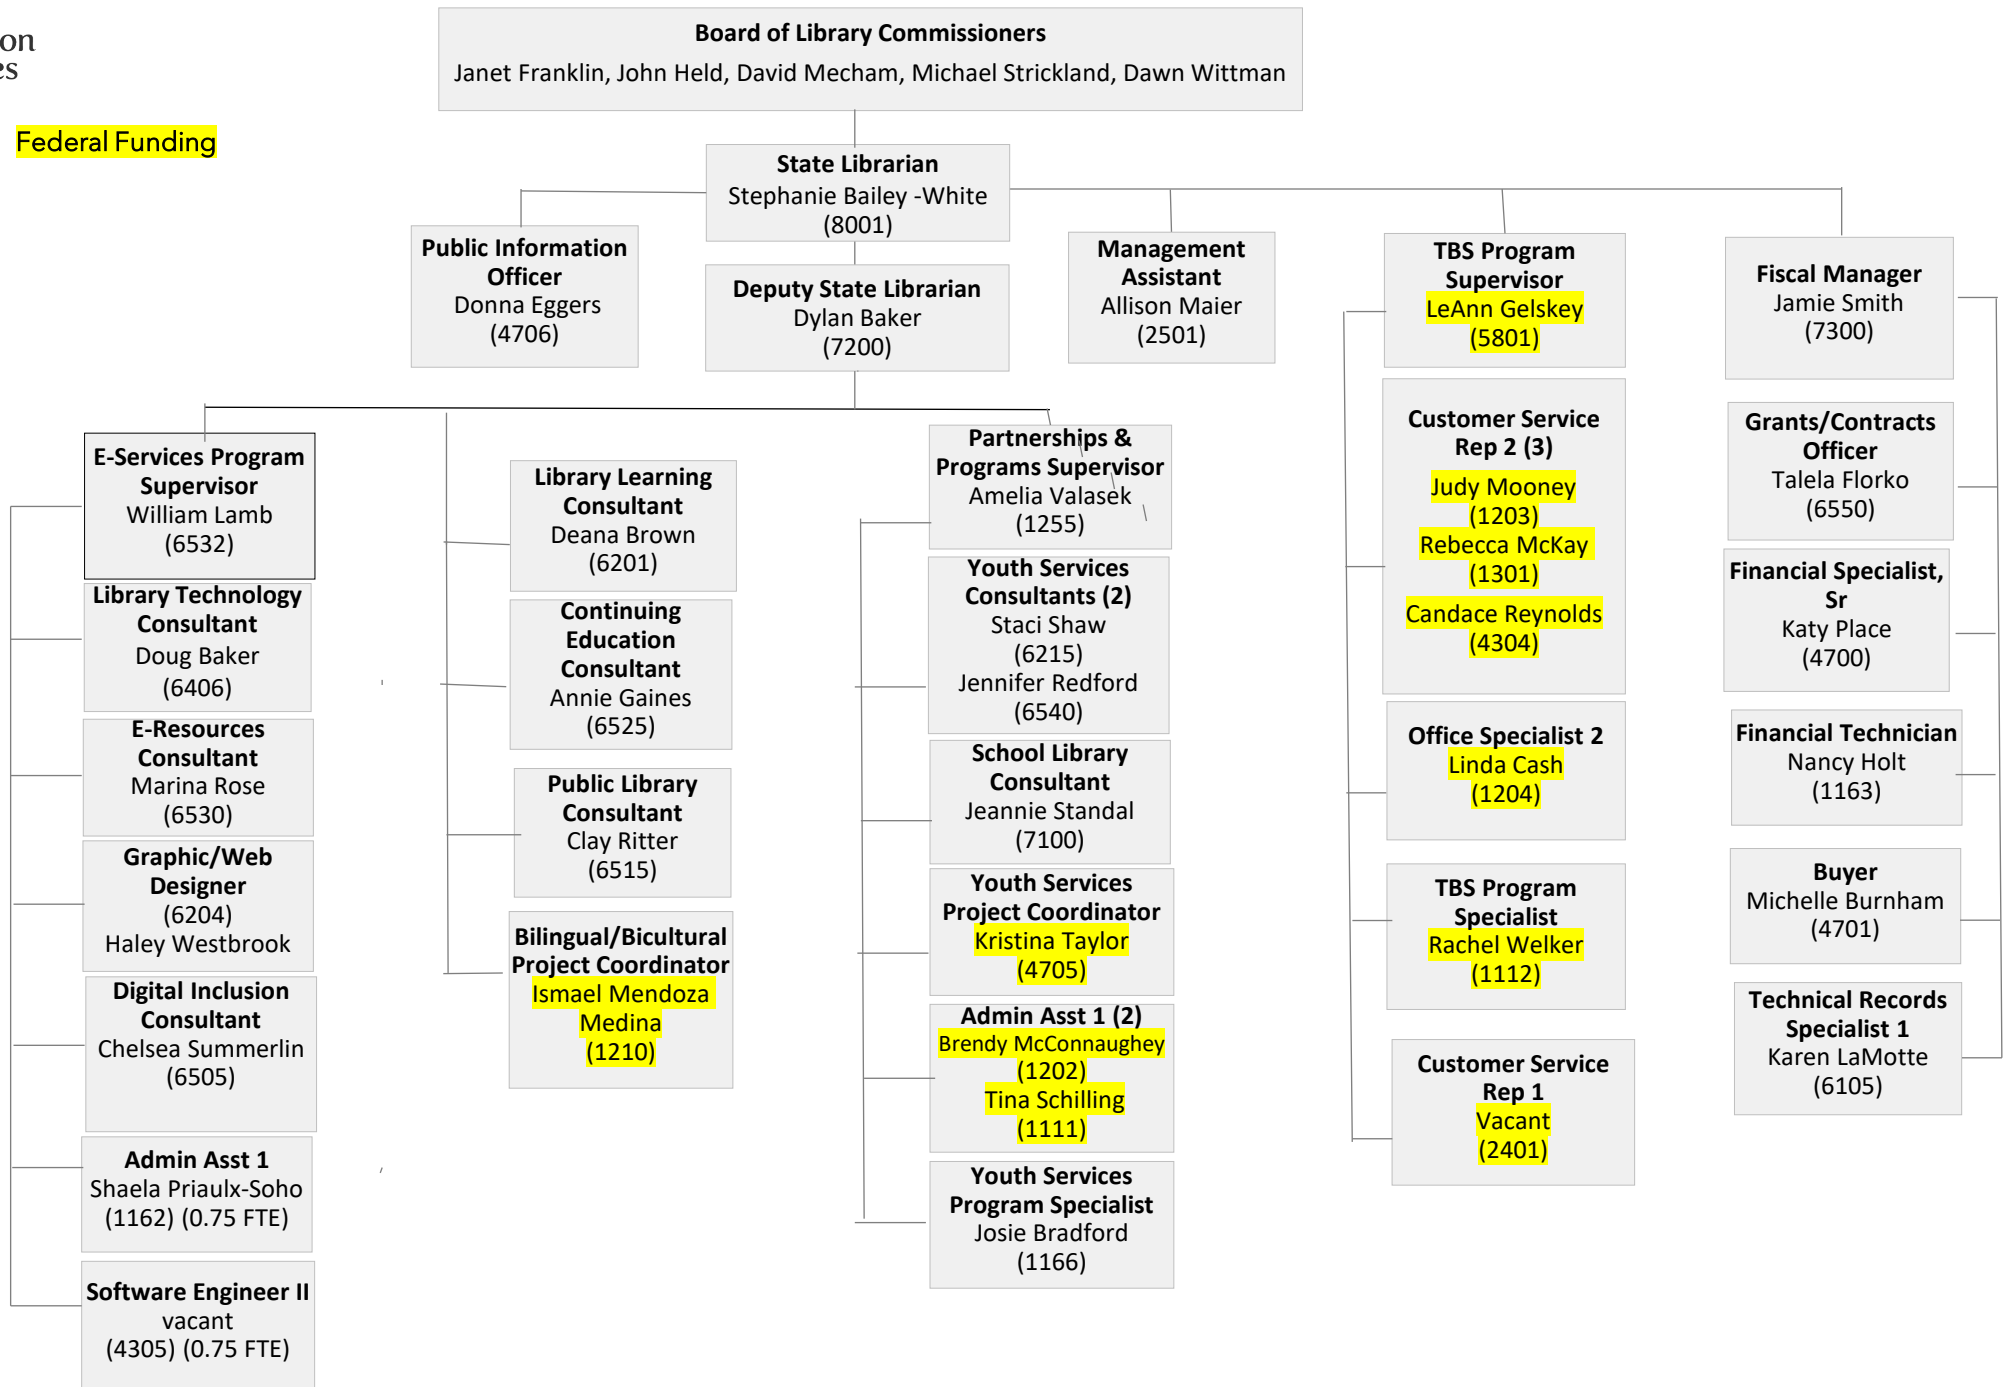 on
es
Federal Funding
Board of Library Commissioners
Janet Franklin, John Held, David Mecham, Michael Strickland, Dawn Wittman
State Librarian
Stephanie Bailey -White
(8001)
Public Information
Officer
Donna Eggers
(4706)
Deputy State Librarian
Dylan Baker
(7200)
Management
Assistant
Allison Maier
(2501)
TBS Program
Supervisor
LeAnn Gelskey
(5801)
Fiscal Manager
Jamie Smith
(7300)
E-Services Program
Supervisor
William Lamb
(6532)
Library Technology
Consultant
Doug Baker
(6406)
E-Resources
Consultant
Marina Rose
(6530)
Graphic/Web
Designer
(6204)
Haley Westbrook
Digital Inclusion
Consultant
Chelsea Summerlin
(6505)
Admin Asst 1
Shaela Priaulx-Soho
(1162) (0.75 FTE)
Software Engineer II
vacant
(4305) (0.75 FTE)
Library Learning
Consultant
Deana Brown
(6201)
Continuing
Education
Consultant
Annie Gaines
(6525)
Public Library
Consultant
Clay Ritter
(6515)
Bilingual/Bicultural
Project Coordinator
Ismael Mendoza
Medina
(1210)
Partnerships &
Programs Supervisor
Amelia Valasek
(1255)
Youth Services
Consultants (2)
Staci Shaw
(6215)
Jennifer Redford
(6540)
School Library
Consultant
Jeannie Standal
(7100)
Youth Services
Project Coordinator
Kristina Taylor
(4705)
Admin Asst 1 (2)
Brendy McConnaughey
(1202)
Tina Schilling
(1111)
Youth Services
Program Specialist
Josie Bradford
(1166)
Customer Service
Rep 2 (3)
Judy Mooney
(1203)
Rebecca McKay
(1301)
Candace Reynolds
(4304)
Office Specialist 2
Linda Cash
(1204)
TBS Program
Specialist
Rachel Welker
(1112)
Customer Service
Rep 1
Vacant
(2401)
Grants/Contracts
Officer
Talela Florko
(6550)
Financial Specialist,
Sr
Katy Place
(4700)
Financial Technician
Nancy Holt
(1163)
Buyer
Michelle Burnham
(4701)
Technical Records
Specialist 1
Karen LaMotte
(6105)